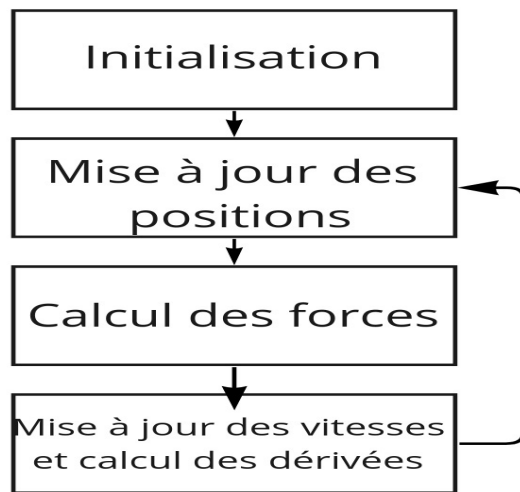 Initialisation
Mise à jour des
positions
Calcul des forces
Mise à jour des vitesses
et calcul des dérivées